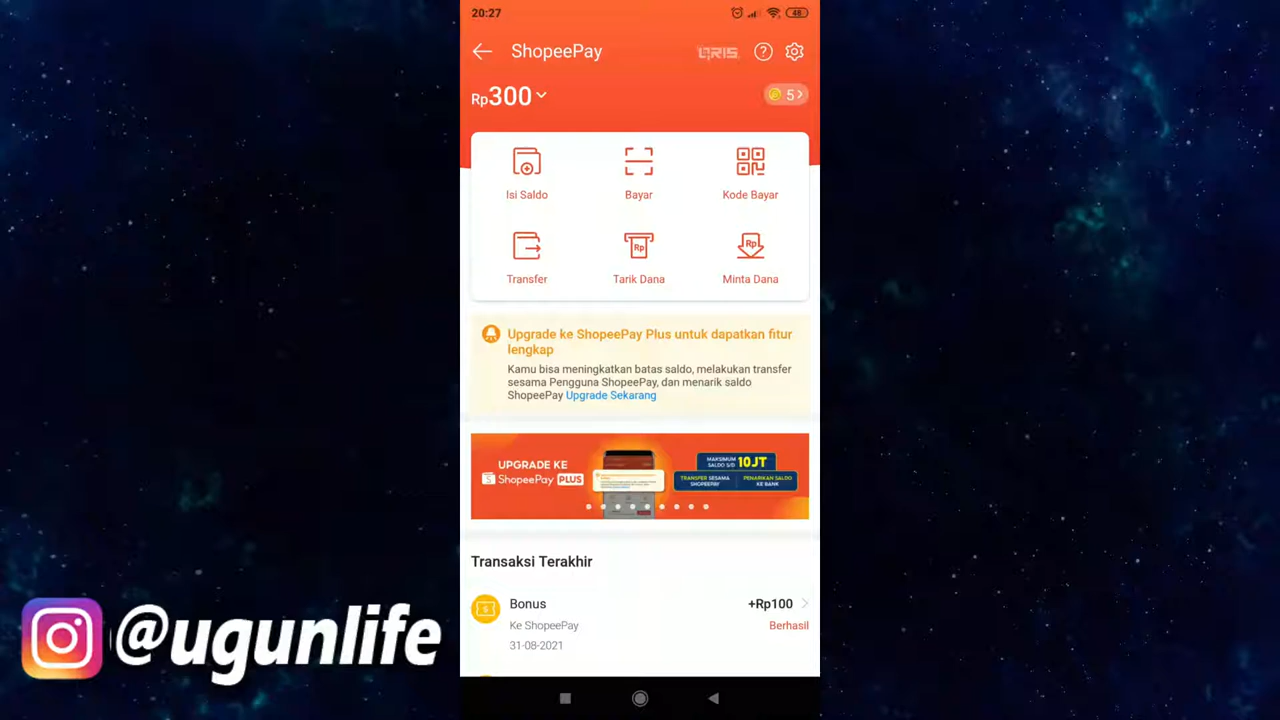 20:27
48
ShopeePay
QRIS
Rp300
5
Isi Saldo
Bayar
Kode Bayar
Rp
Rp
Transfer
Tarik Dana
Minta Dana
Upgrade ke ShopeePay Plus untuk dapatkan fitur
lengkap
Kamu bisa meningkatkan batas saldo, melakukan transfer
sesama Pengguna ShopeePay, dan menarik saldo
ShopeePay Upgrade Sekarang
UPGRADE KE
ShopeePay PLUS
MAKSIMUM
SALDO S/D 10JT
TRANSFER SESAMA
SHOPEEPAY
PENARIKAN SALDO
KE BANK
Transaksi Terakhir
Bonus
+Rp100
Ke ShopeePay
Berhasil
31-08-2021
@ugunlife